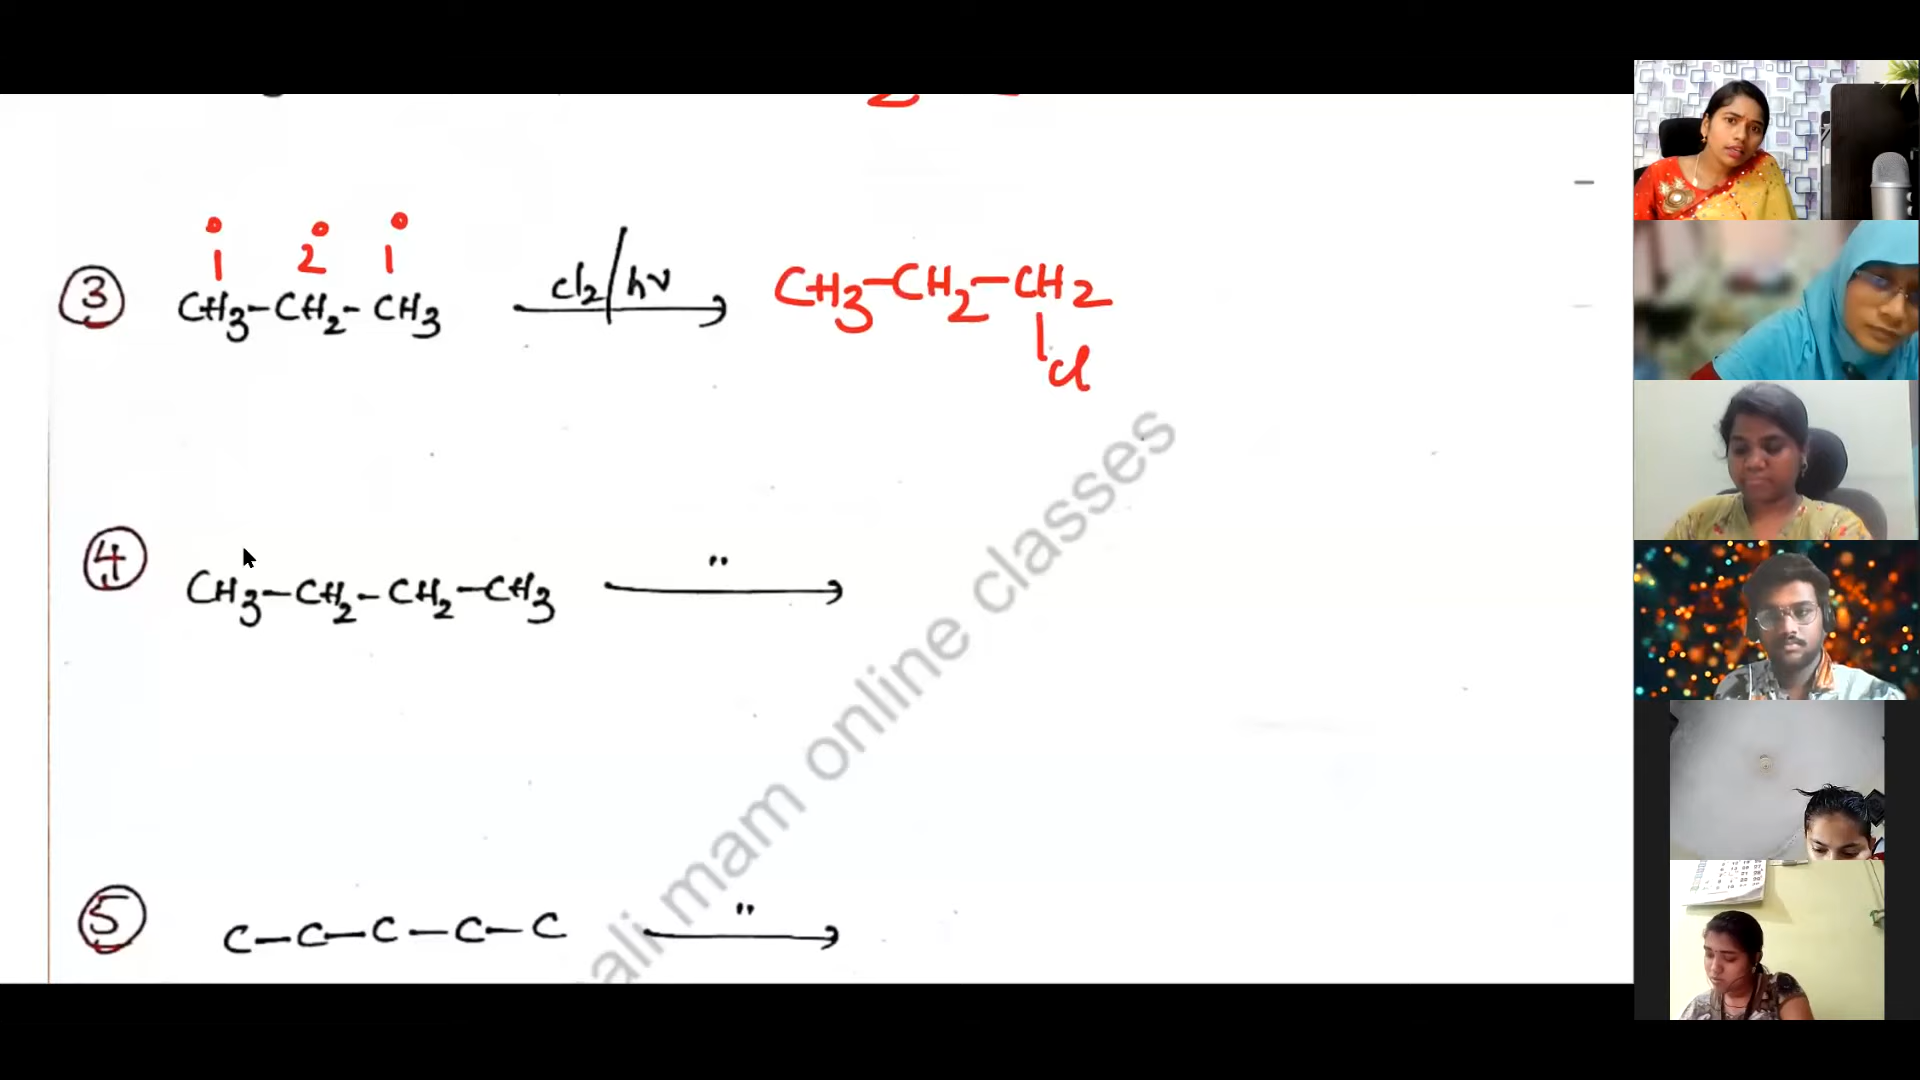 1° 2° 1°
③ CH₃-CH₂-CH₃ Cl₂/hν → CH₃-CH₂-CH₂
|
Cl
④ CH₃-CH₂-CH₂-CH₃ " →
⑤ C-C-C-C-C " →
ali mam online classes